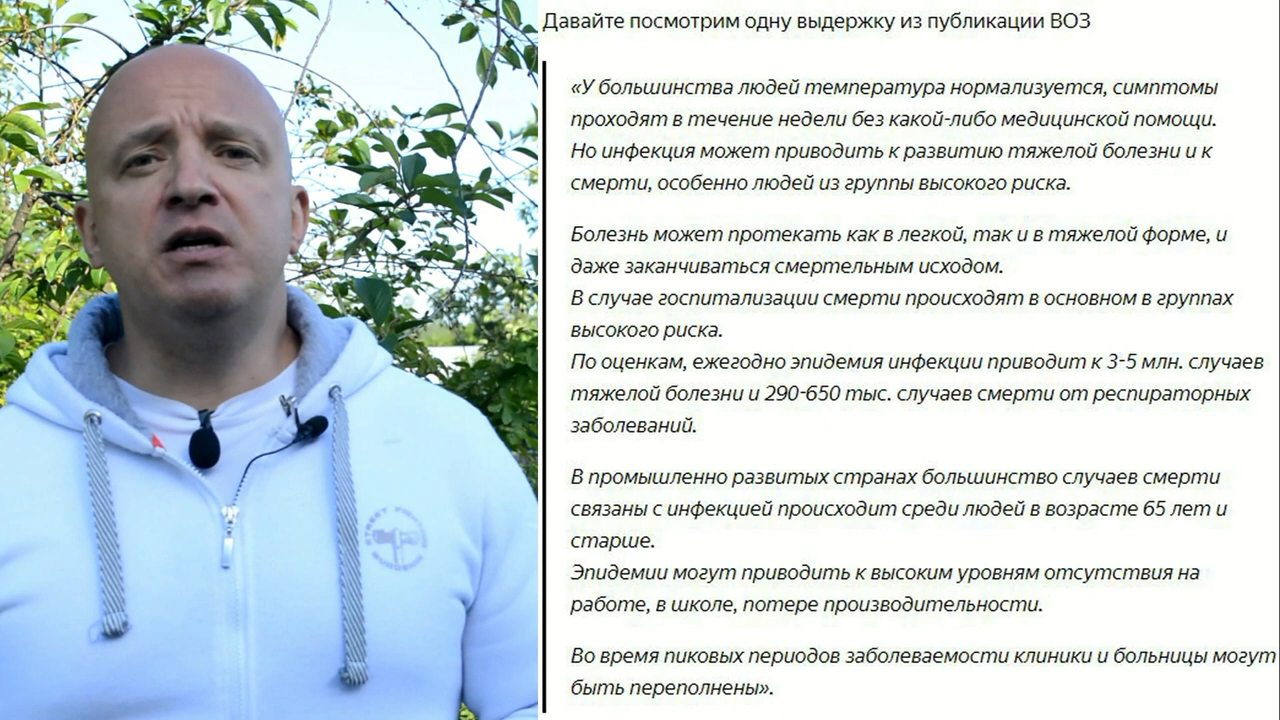 Давайте посмотрим одну выдержку из публикации ВОЗ
«У большинства людей температура нормализуется, симптомы
проходят в течение недели без какой-либо медицинской помощи.
Но инфекция может приводить к развитию тяжелой болезни и к
смерти, особенно людей из группы высокого риска.
Болезнь может протекать как в легкой, так и в тяжелой форме, и
даже заканчиваться смертельным исходом.
В случае госпитализации смерти происходят в основном в группах
высокого риска.
По оценкам, ежегодно эпидемия инфекции приводит к 3-5 млн. случаев
тяжелой болезни и 290-650 тыс. случаев смерти от респираторных
заболеваний.
В промышленно развитых странах большинство случаев смерти
связаны с инфекцией происходит среди людей в возрасте 65 лет и
старше.
Эпидемии могут приводить к высоким уровням отсутствия на
работе, в школе, потере производительности.
Во время пиковых периодов заболеваемости клиники и больницы могут
быть переполнены».